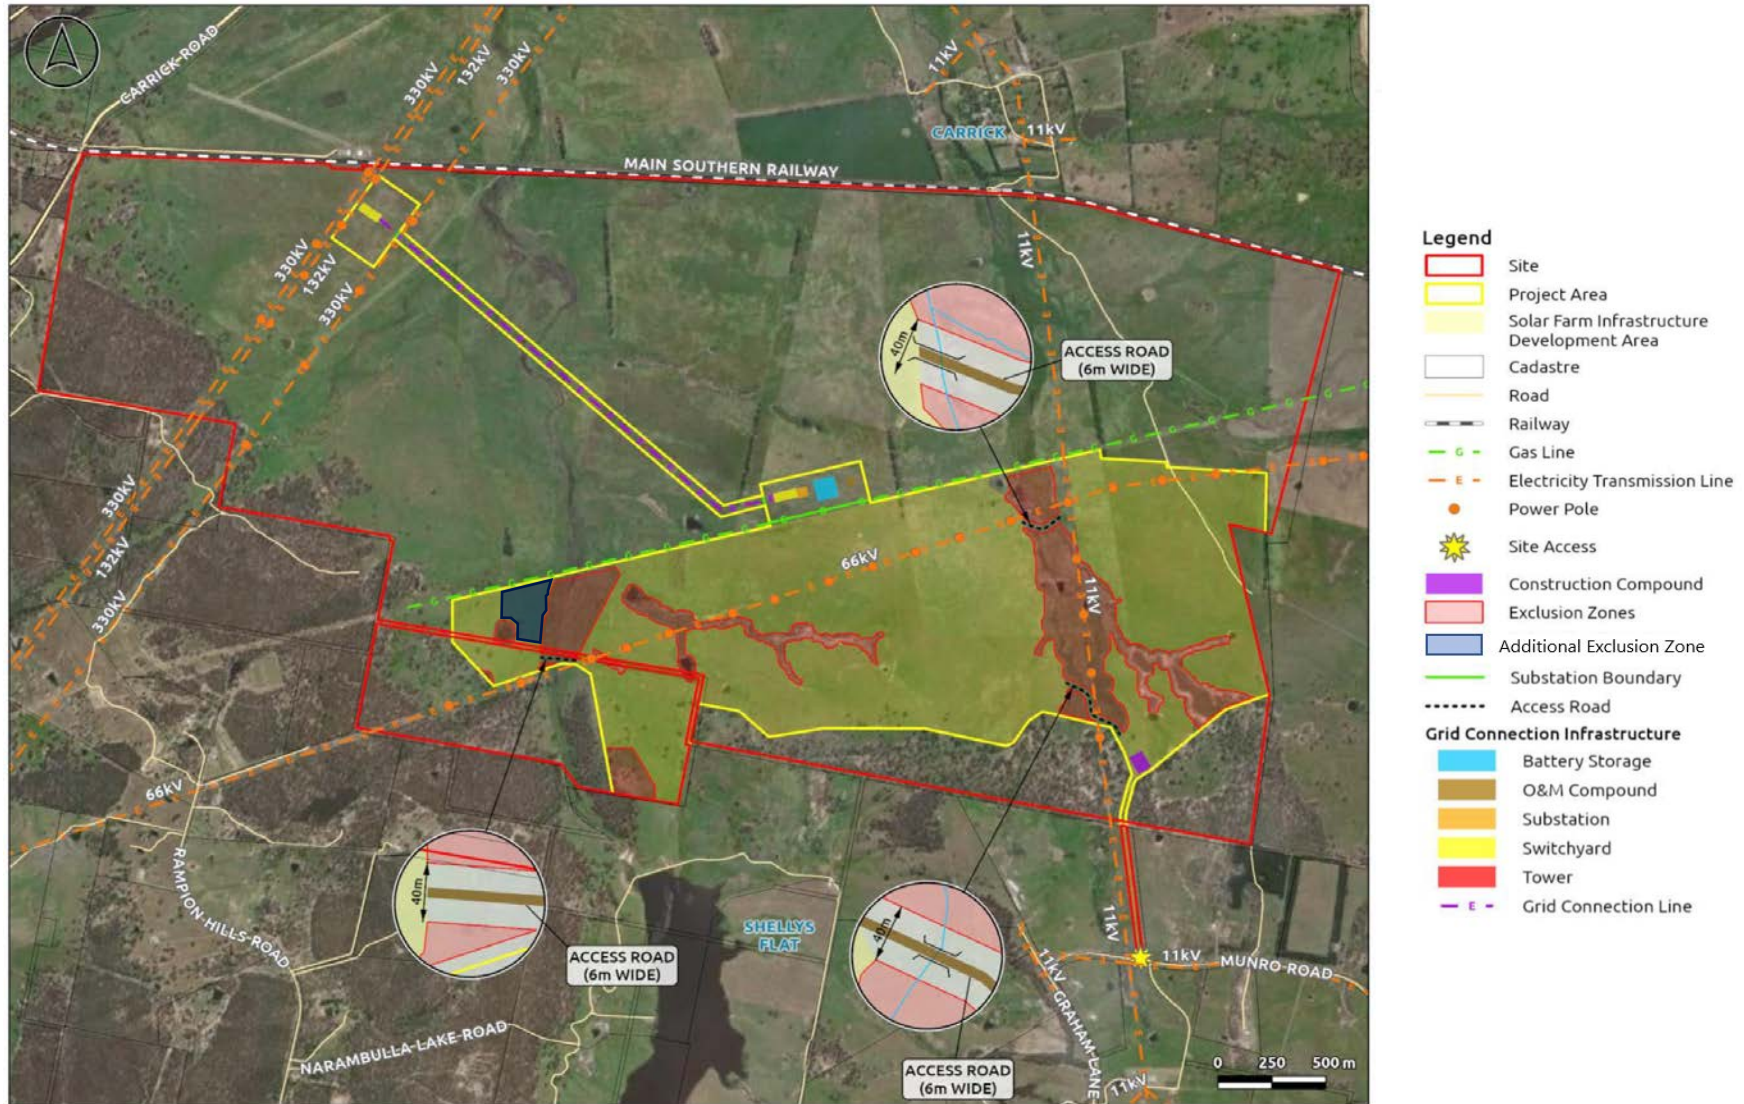 CARRICK-ROAD
330kV
132kV
330kV
11kV
CARRICK
11kV
MAIN SOUTHERN RAILWAY
330kV
132kV
330kV
11kV
40m
ACCESS ROAD
(6m WIDE)
G
G
G
G
G
G
G
330kV
132kV
330kV
66kV
11kV
66kV
RAMPION-HILLS-ROAD
40m
ACCESS ROAD
(6m WIDE)
SHELLYS
FLAT
40m
ACCESS ROAD
(6m WIDE)
11kV
11kV
MUNRO-ROAD
11kV
GRAHAM-LANE
11kV
NARAMBULLA-LAKE-ROAD
0 250 500 m
Legend
Site
Project Area
Solar Farm Infrastructure
Development Area
Cadastre
Road
Railway
G Gas Line
E Electricity Transmission Line
Power Pole
Site Access
Construction Compound
Exclusion Zones
Additional Exclusion Zone
Substation Boundary
Access Road
Grid Connection Infrastructure
Battery Storage
O&M Compound
Substation
Switchyard
Tower
E Grid Connection Line